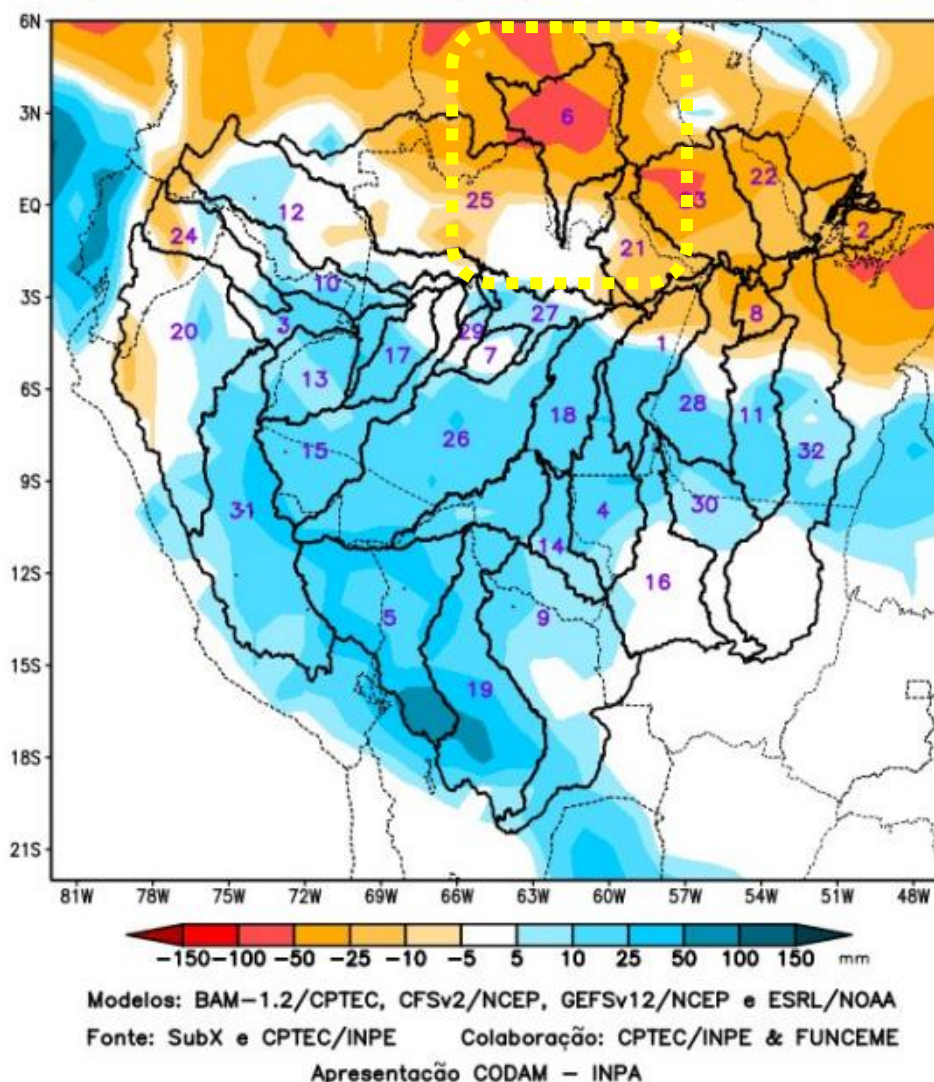 6N
3N
EQ
3S
6S
9S
12S
15S
18S
21S
6
22
23
12
25
2
24
21
10
27
8
3
20
29
1
7
17
13
28
11
18
26
15
32
30
31
4
14
16
5
9
19
81W 78W 75W 72W 69W 66W 63W 60W 57W 54W 51W 48W
-150 -100 -50 -25 -10 -5 5 10 25 50 100 150 mm
Modelos: BAM-1.2/CPTEC, CFSv2/NCEP, GEFSv12/NCEP e ESRL/NOAA
Fonte: SubX e CPTEC/INPE Colaboração: CPTEC/INPE & FUNCEME
Apresentação CODAM - INPA